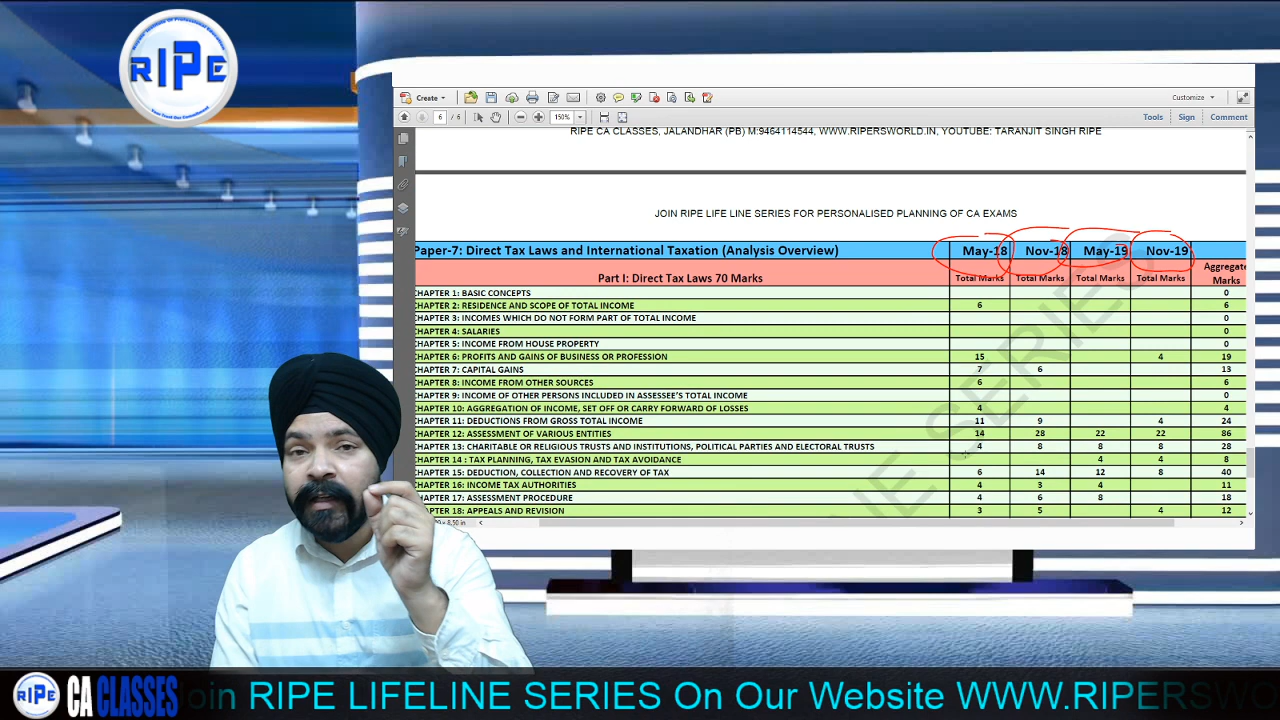 RIPE
Create
6 / 6
150%
Customize
Tools Sign Comment
RIPE CA CLASSES, JALANDHAR (PB) M:9464114544, WWW.RIPERSWORLD.IN, YOUTUBE: TARANJIT SINGH RIPE
JOIN RIPE LIFE LINE SERIES FOR PERSONALISED PLANNING OF CA EXAMS
Paper-7: Direct Tax Laws and International Taxation (Analysis Overview) May-18 Nov-18 May-19 Nov-19
Part I: Direct Tax Laws 70 Marks Total Marks Total Marks Total Marks Total Marks Aggregate Marks
CHAPTER 1: BASIC CONCEPTS 0
CHAPTER 2: RESIDENCE AND SCOPE OF TOTAL INCOME 6 6
CHAPTER 3: INCOMES WHICH DO NOT FORM PART OF TOTAL INCOME 0
CHAPTER 4: SALARIES 0
CHAPTER 5: INCOME FROM HOUSE PROPERTY 0
CHAPTER 6: PROFITS AND GAINS OF BUSINESS OR PROFESSION 15 4 19
CHAPTER 7: CAPITAL GAINS 7 6 13
CHAPTER 8: INCOME FROM OTHER SOURCES 6 6
CHAPTER 9: INCOME OF OTHER PERSONS INCLUDED IN ASSESSEE'S TOTAL INCOME 0
CHAPTER 10: AGGREGATION OF INCOME, SET OFF OR CARRY FORWARD OF LOSSES 4 4
CHAPTER 11: DEDUCTIONS FROM GROSS TOTAL INCOME 11 9 4 24
CHAPTER 12: ASSESSMENT OF VARIOUS ENTITIES 14 28 22 22 86
CHAPTER 13: CHARITABLE OR RELIGIOUS TRUSTS AND INSTITUTIONS, POLITICAL PARTIES AND ELECTORAL TRUSTS 4 8 8 8 28
CHAPTER 14 : TAX PLANNING, TAX EVASION AND TAX AVOIDANCE 4 4 8
CHAPTER 15: DEDUCTION, COLLECTION AND RECOVERY OF TAX 6 14 12 8 40
CHAPTER 16: INCOME TAX AUTHORITIES 4 3 4 11
CHAPTER 17: ASSESSMENT PROCEDURE 4 6 8 18
CHAPTER 18: APPEALS AND REVISION 3 5 4 12
NE SERIES
RIPE CA CLASSES Join RIPE LIFELINE SERIES On Our Website WWW.RIPERSWO